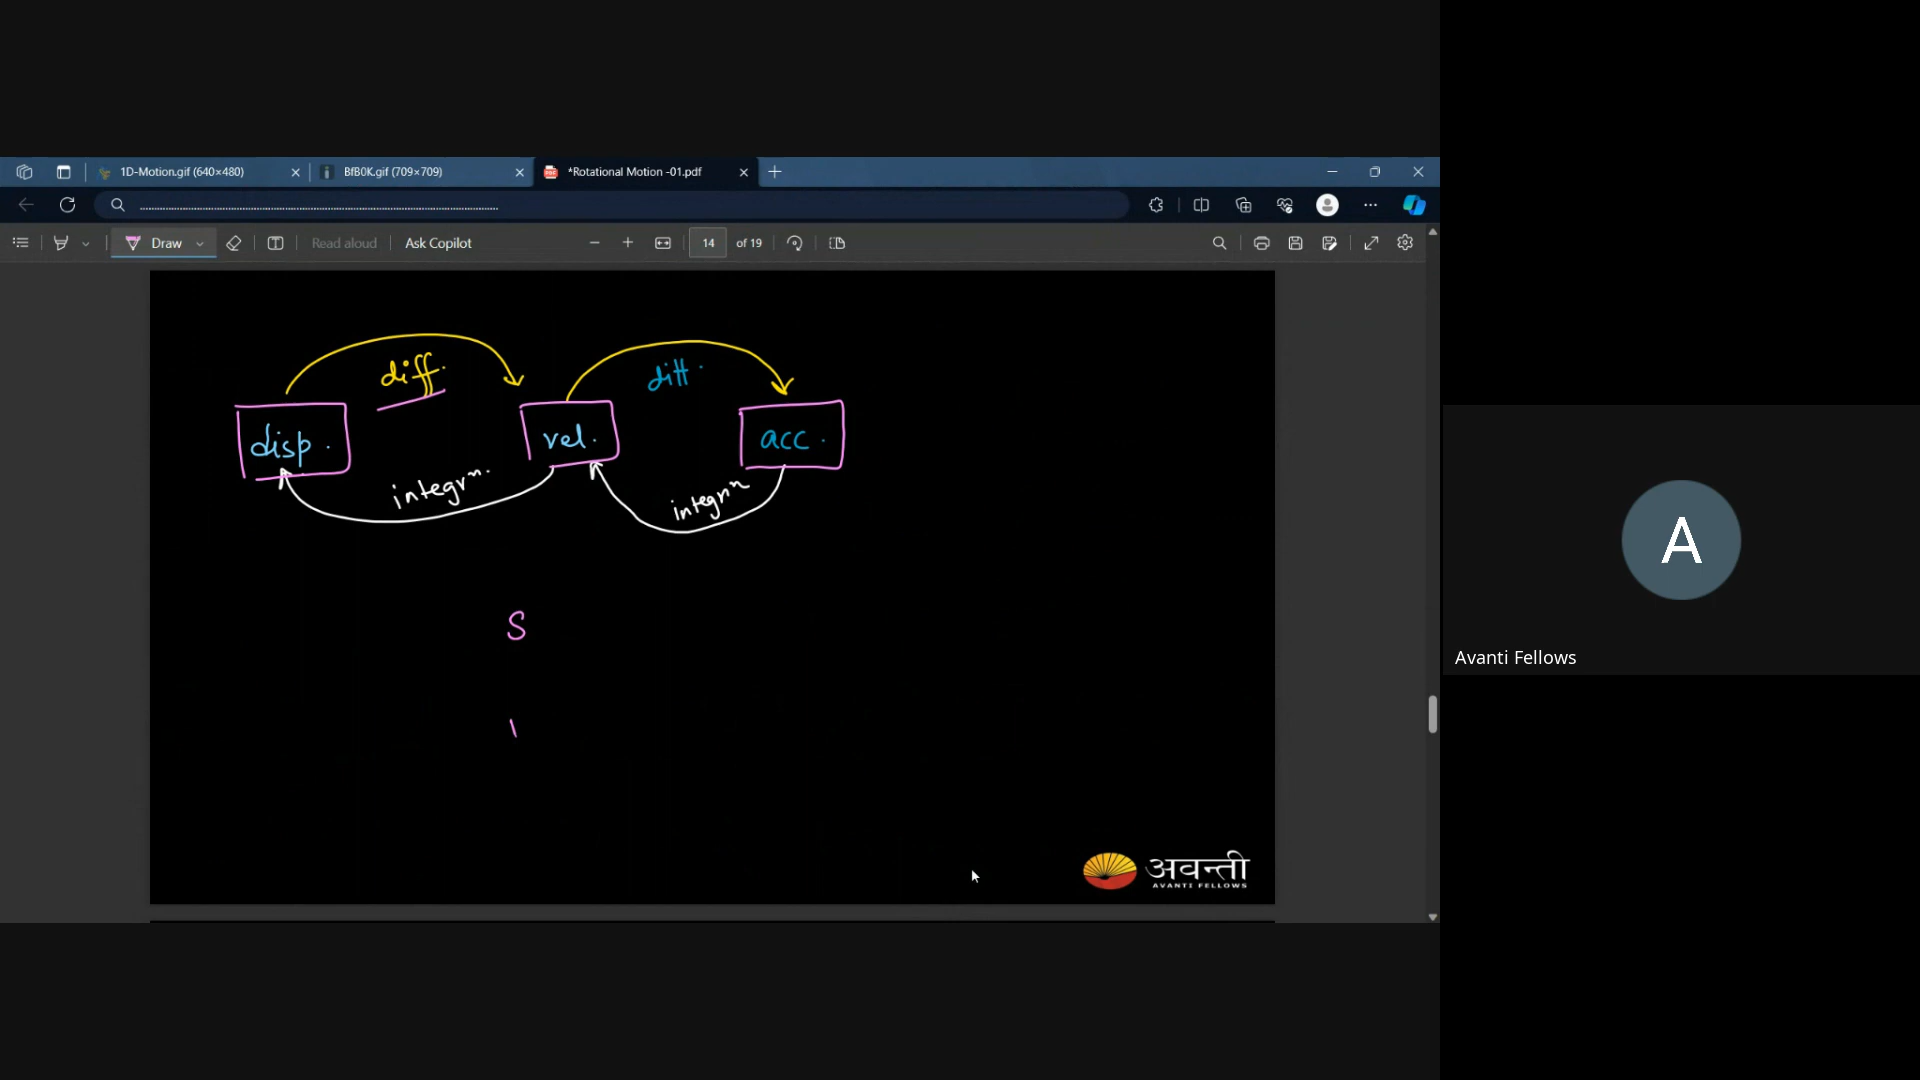 1D-Motion.gif (640×480)
BfB0K.gif (709×709)
*Rotational Motion -01.pdf
Draw
Read aloud
Ask Copilot
14 of 19
diff.
diff.
disp.
vel.
acc.
integrⁿ.
integrⁿ
S
\
अवन्ती
AVANTI FELLOWS
A
Avanti Fellows